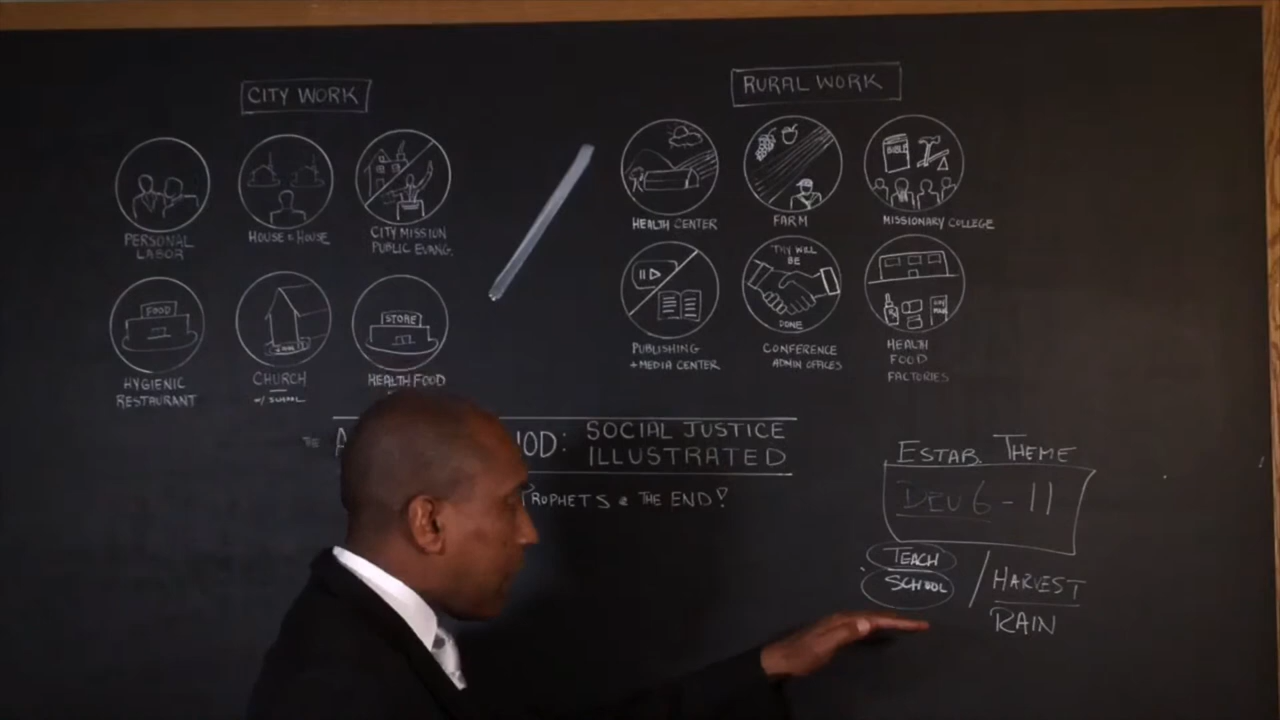 CITY WORK
RURAL WORK
PERSONAL
LABOR
HOUSE 2 HOUSE
CITY MISSION
PUBLIC EVANG.
BIBLE
HEALTH CENTER
FARM
MISSIONARY COLLEGE
FOOD
STORE
HYGIENIC
RESTAURANT
CHURCH
W/ SCHOOL
HEALTH FOOD
THY WILL
BE
DONE
PUBLISHING
+ MEDIA CENTER
CONFERENCE
ADMIN OFFICES
HEALTH
FOOD
FACTORIES
THE
SOCIAL JUSTICE
ILLUSTRATED
PROPHETS @ THE END!
ESTAB. THEME
DEU 6 - 11
TEACH
SCHOOL
/ HARVEST
RAIN